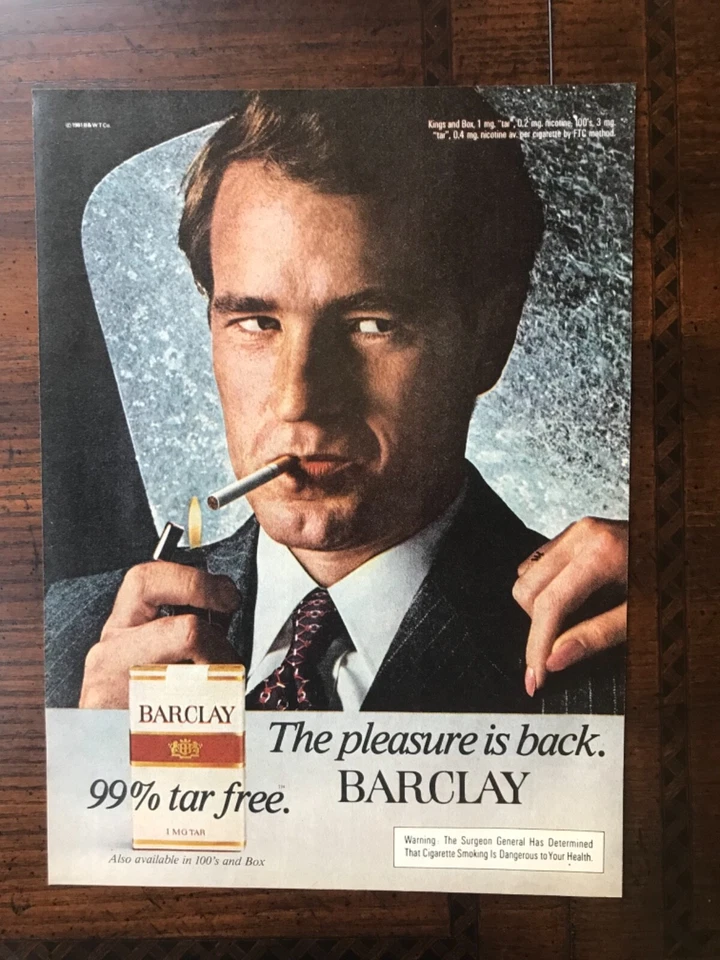 © 1981 B&W T Co.
Kings and Box, 1 mg. "tar", 0.2 mg. nicotine; 100's, 3 mg.
"tar", 0.4 mg. nicotine av. per cigarette by FTC method.
BARCLAY
The pleasure is back.
99% tar free.
BARCLAY
1 MG TAR
Warning: The Surgeon General Has Determined
That Cigarette Smoking Is Dangerous to Your Health.
Also available in 100's and Box